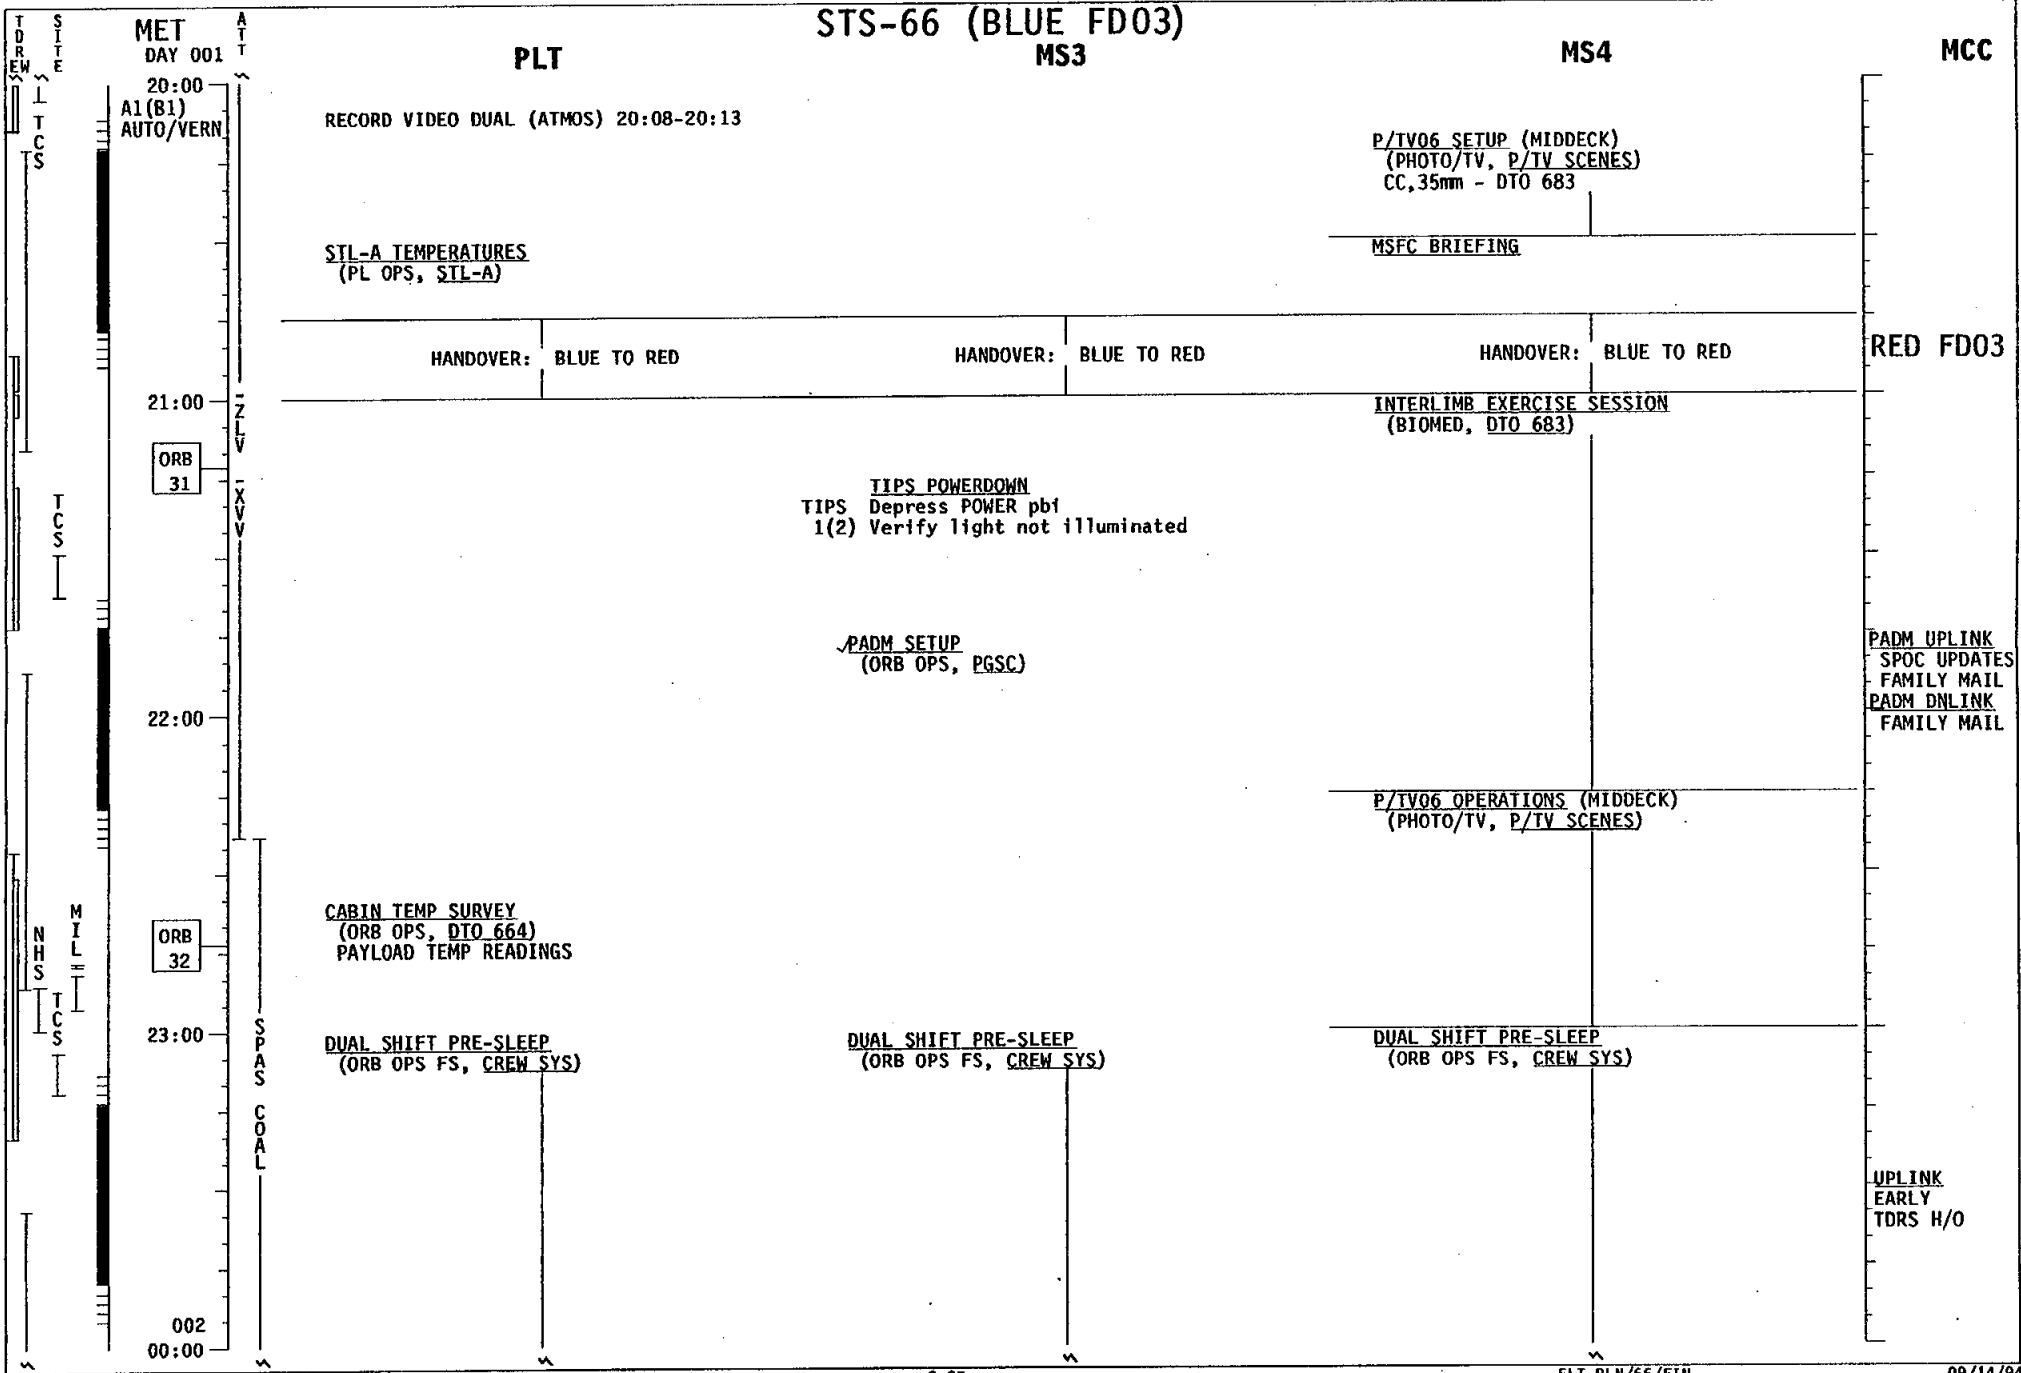 STS-66 (BLUE FD03)
TDRE W
SITE
MET
DAY 001
ATT
PLT
MS3
MS4
MCC
20:00
A1(B1)
AUTO/VERN
TCS
RECORD VIDEO DUAL (ATMOS) 20:08-20:13
P/TV06 SETUP (MIDDECK)
(PHOTO/TV, P/TV SCENES)
CC,35mm - DTO 683
STL-A TEMPERATURES
(PL OPS, STL-A)
MSFC BRIEFING
HANDOVER: BLUE TO RED
HANDOVER: BLUE TO RED
HANDOVER: BLUE TO RED
RED FD03
21:00
-ZLV -XVV
INTERLIMB EXERCISE SESSION
(BIOMED, DTO 683)
ORB
31
TCS
TIPS POWERDOWN
TIPS Depress POWER pbi
1(2) Verify light not illuminated
√PADM SETUP
(ORB OPS, PGSC)
PADM UPLINK
SPOC UPDATES
FAMILY MAIL
PADM DNLINK
FAMILY MAIL
22:00
P/TV06 OPERATIONS (MIDDECK)
(PHOTO/TV, P/TV SCENES)
CABIN TEMP SURVEY
(ORB OPS, DTO 664)
PAYLOAD TEMP READINGS
ORB
32
NHS
MIL
TCS
23:00
SPAS COAL
DUAL SHIFT PRE-SLEEP
(ORB OPS FS, CREW SYS)
DUAL SHIFT PRE-SLEEP
(ORB OPS FS, CREW SYS)
DUAL SHIFT PRE-SLEEP
(ORB OPS FS, CREW SYS)
UPLINK
EARLY
TDRS H/O
002
00:00
FLT PLN/66/FIN
09/14/94